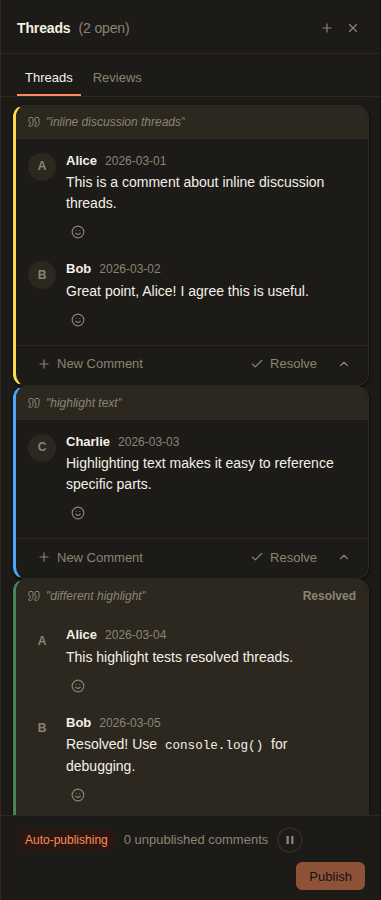 Threads (2 open)
Threads Reviews
"inline discussion threads"
A Alice 2026-03-01
This is a comment about inline discussion
threads.
B Bob 2026-03-02
Great point, Alice! I agree this is useful.
New Comment Resolve
"highlight text"
C Charlie 2026-03-03
Highlighting text makes it easy to reference
specific parts.
New Comment Resolve
"different highlight" Resolved
A Alice 2026-03-04
This highlight tests resolved threads.
B Bob 2026-03-05
Resolved! Use console.log() for
debugging.
Auto-publishing 0 unpublished comments
Publish